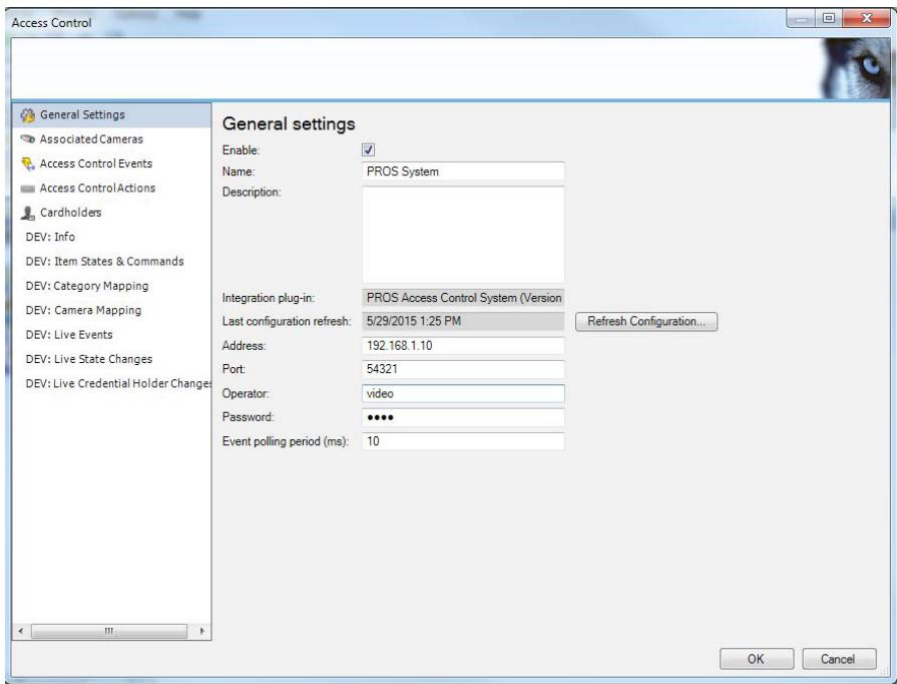 Access Control
General Settings
Associated Cameras
Access Control Events
Access Control Actions
Cardholders
DEV: Info
DEV: Item States & Commands
DEV: Category Mapping
DEV: Camera Mapping
DEV: Live Events
DEV: Live State Changes
DEV: Live Credential Holder Change
General settings
Enable:
Name: PROS System
Description:
Integration plug-in: PROS Access Control System (Version
Last configuration refresh: 5/29/2015 1:25 PM Refresh Configuration...
Address: 192.168.1.10
Port: 54321
Operator: video
Password: ••••
Event polling period (ms): 10
OK Cancel